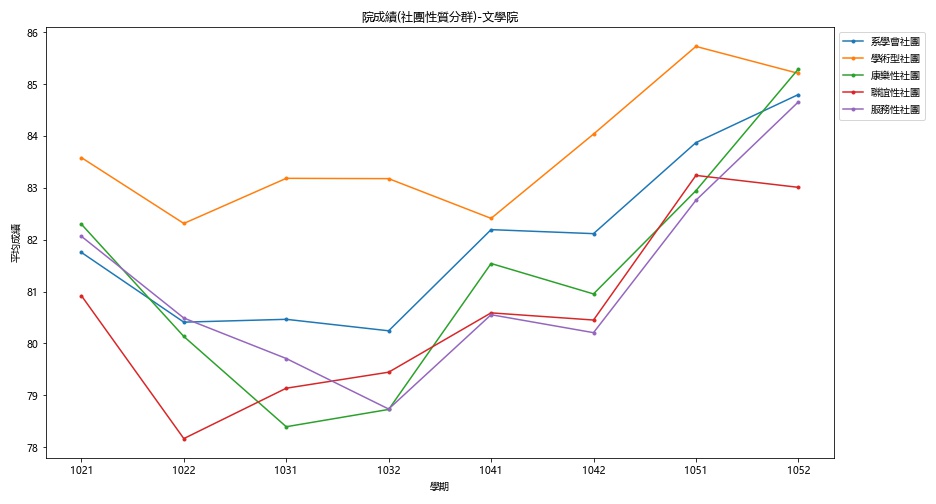 院成績(社團性質分群)-文學院
86
85
84
83
82
81
80
79
78
平均成績
1021 1022 1031 1032 1041 1042 1051 1052
學期
系學會社團
學術型社團
康樂性社團
聯誼性社團
服務性社團